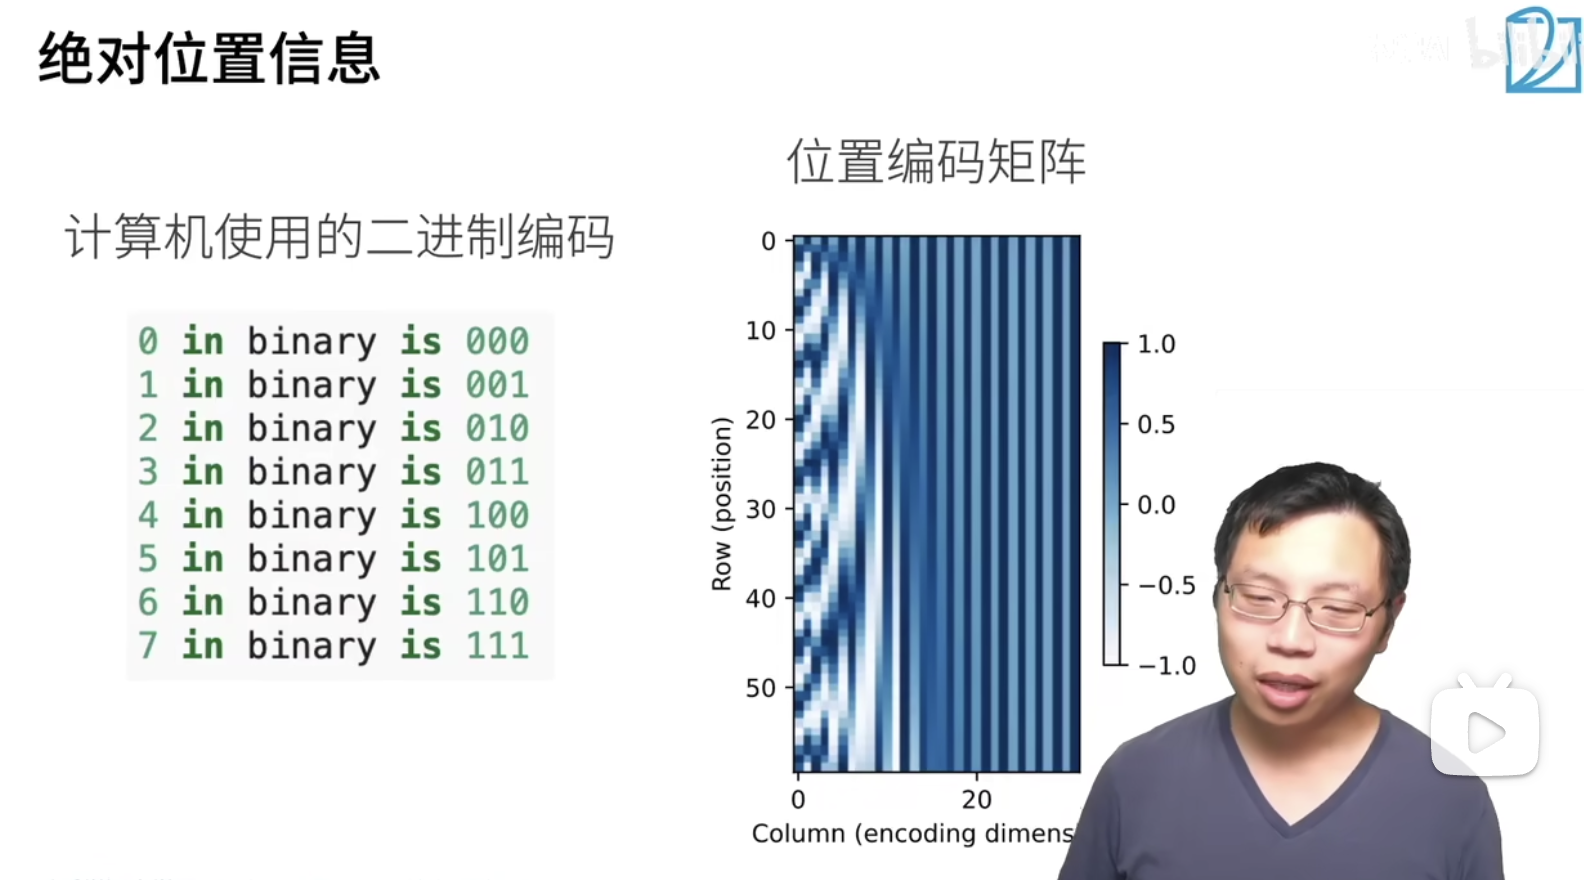 绝对位置信息
计算机使用的二进制编码
0 in binary is 000
1 in binary is 001
2 in binary is 010
3 in binary is 011
4 in binary is 100
5 in binary is 101
6 in binary is 110
7 in binary is 111
位置编码矩阵
0
10
20
30
40
50
Row (position)
0
20
Column (encoding dimens
1.0
0.5
0.0
−0.5
−1.0
bilibili